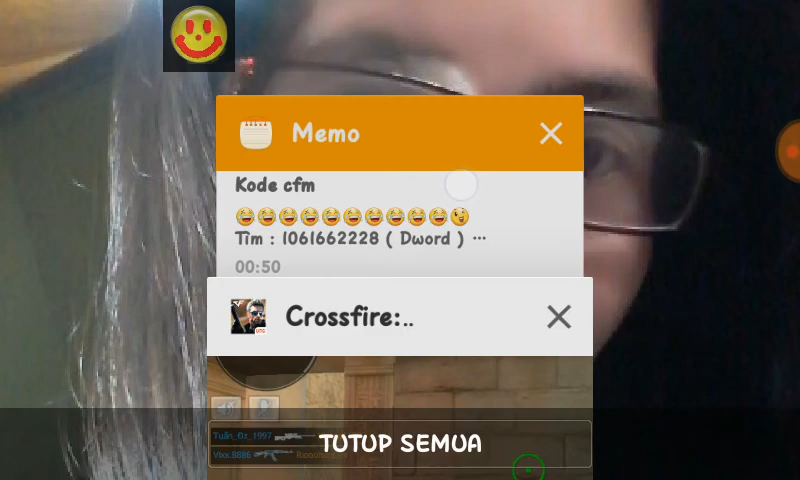 Memo
Kode cfm
😂😂😂😂😂😂😂😂😂😂😜
Tìm : 1061662228 ( Dword ) ...
00:50
Crossfire:..
Tuấn_Đz_1997
Vixx.8886
TUTUP SEMUA